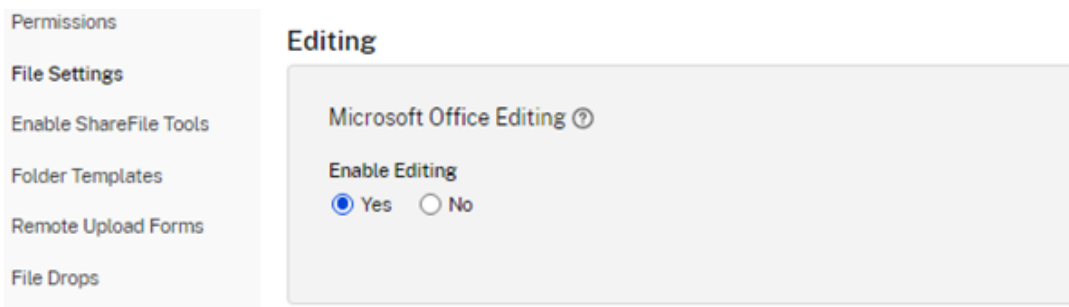 Permissions
File Settings
Enable ShareFile Tools
Folder Templates
Remote Upload Forms
File Drops
Editing
Microsoft Office Editing ?
Enable Editing
Yes No